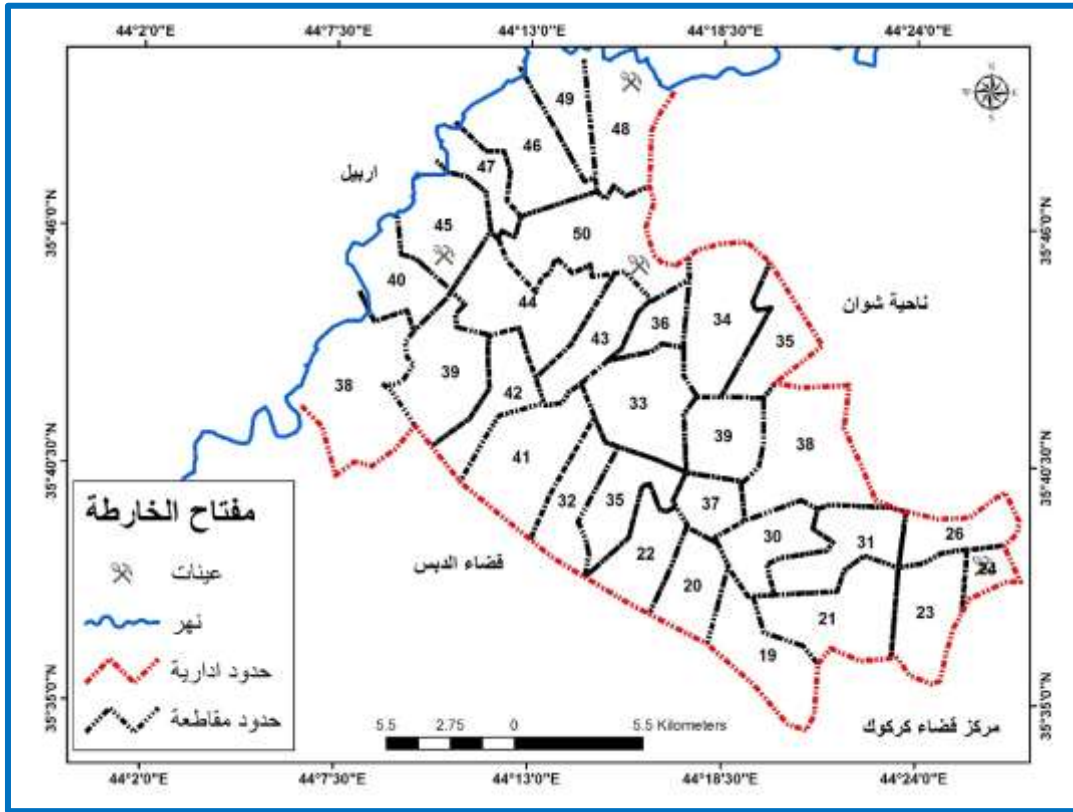 44°2'0"E 44°7'30"E 44°13'0"E 44°18'30"E 44°24'0"E
N
W E
S
49
48
46
47
اربيل
45
50
35°46'0"N 35°46'0"N
40
44
ناحية شوان
36 34
43
35
38 39
42
33
39 38
41
35°40'30"N 35°40'30"N
32 35
37
30 31 26
22
24
قضاء الدبس
20
23
21
19
35°35'0"N 35°35'0"N
مركز قضاء كركوك
مفتاح الخارطة
عينات
نهر
حدود ادارية
حدود مقاطعة
5.5 2.75 0 5.5 Kilometers
44°2'0"E 44°7'30"E 44°13'0"E 44°18'30"E 44°24'0"E